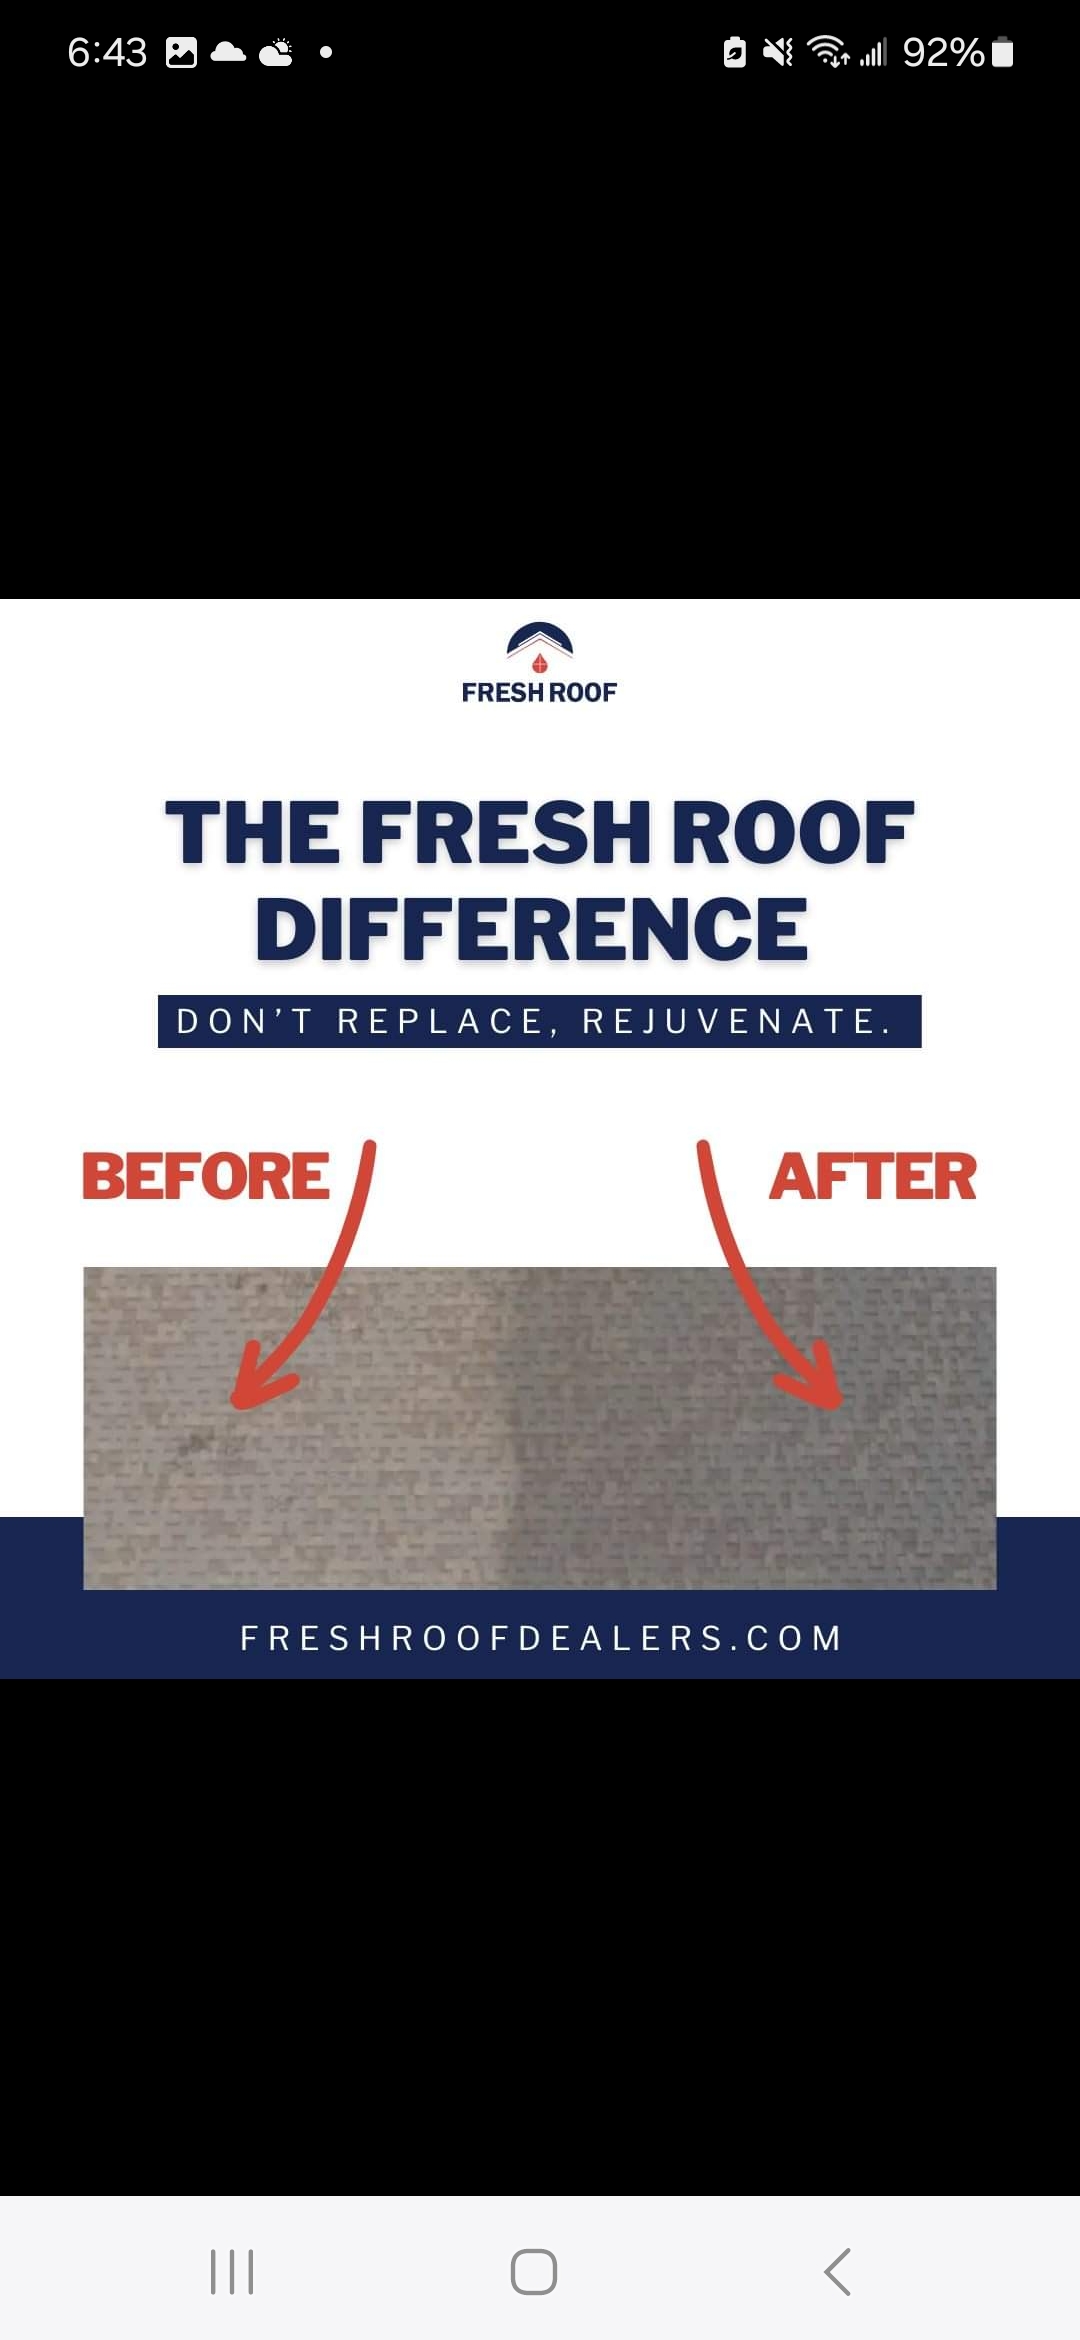 6:43
92%
FRESH ROOF
THE FRESH ROOF
DIFFERENCE
DON'T REPLACE, REJUVENATE.
BEFORE
AFTER
FRESHROOFDEALERS.COM